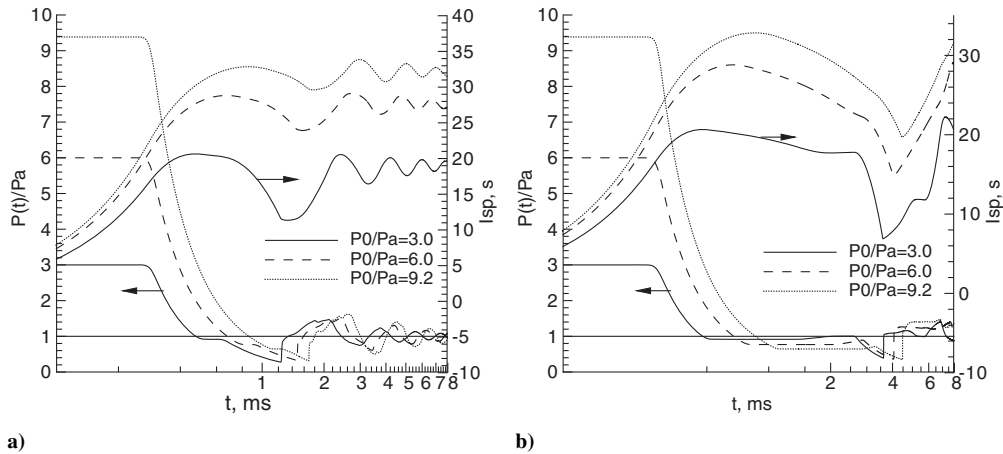 10
9
8
7
6
5
4
3
2
1
0
P(t)/Pa
40
35
30
25
20
15
10
5
0
-5
-10
Isp, s
P0/Pa=3.0
P0/Pa=6.0
P0/Pa=9.2
1 2 3 4 5 6 7 8
t, ms
a)
10
9
8
7
6
5
4
3
2
1
0
P(t)/Pa
30
20
10
0
-10
Isp, s
P0/Pa=3.0
P0/Pa=6.0
P0/Pa=9.2
2 4 6 8
t, ms
b)